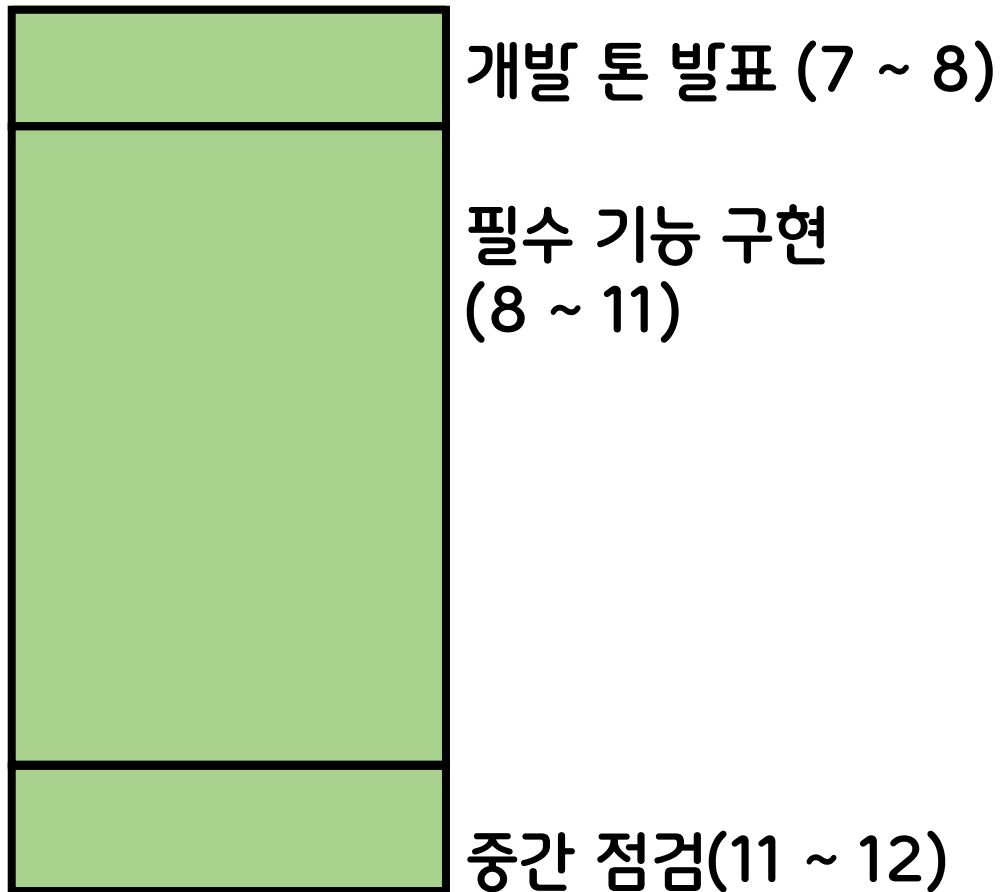 개발 톤 발표 (7 ~ 8)
필수 기능 구현
(8 ~ 11)
중간 점검(11 ~ 12)